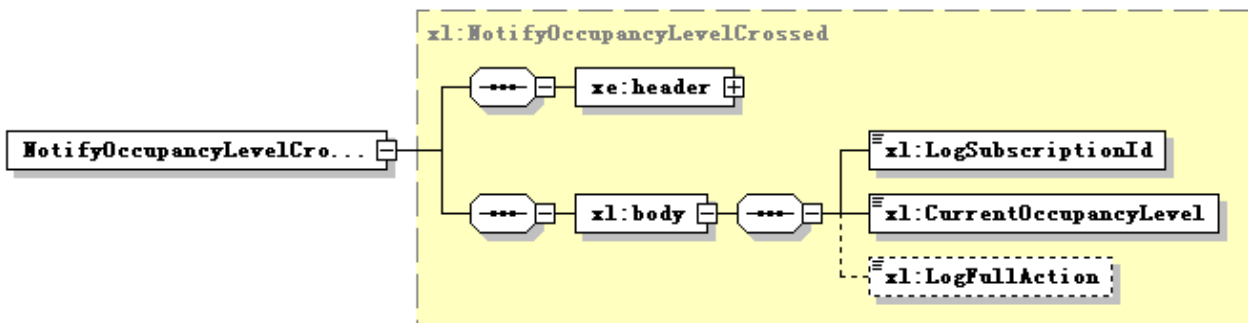 xl:NotifyOccupancyLevelCrossed
xe:header
NotifyOccupancyLevelCro...
xl:LogSubscriptionId
xl:body
xl:CurrentOccupancyLevel
xl:LogFullAction